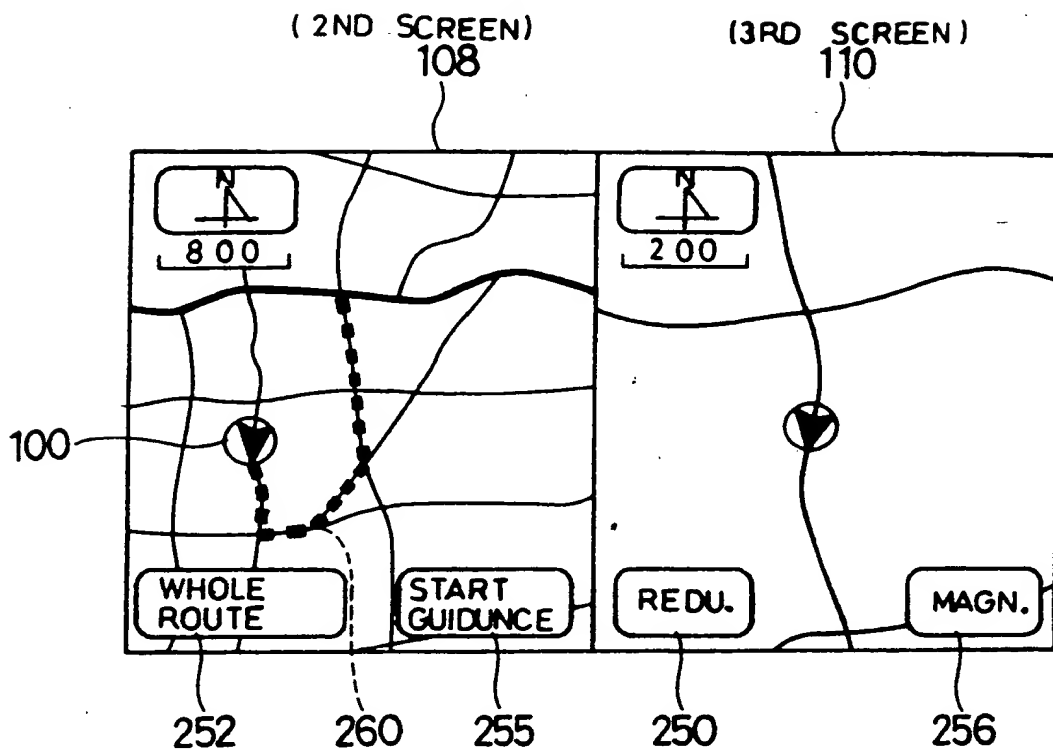 (2ND SCREEN)
108
(3RD SCREEN)
110
N
800
N
200
100
WHOLE
ROUTE
START
GUIDUNCE
REDU.
MAGN.
252
260
255
250
256